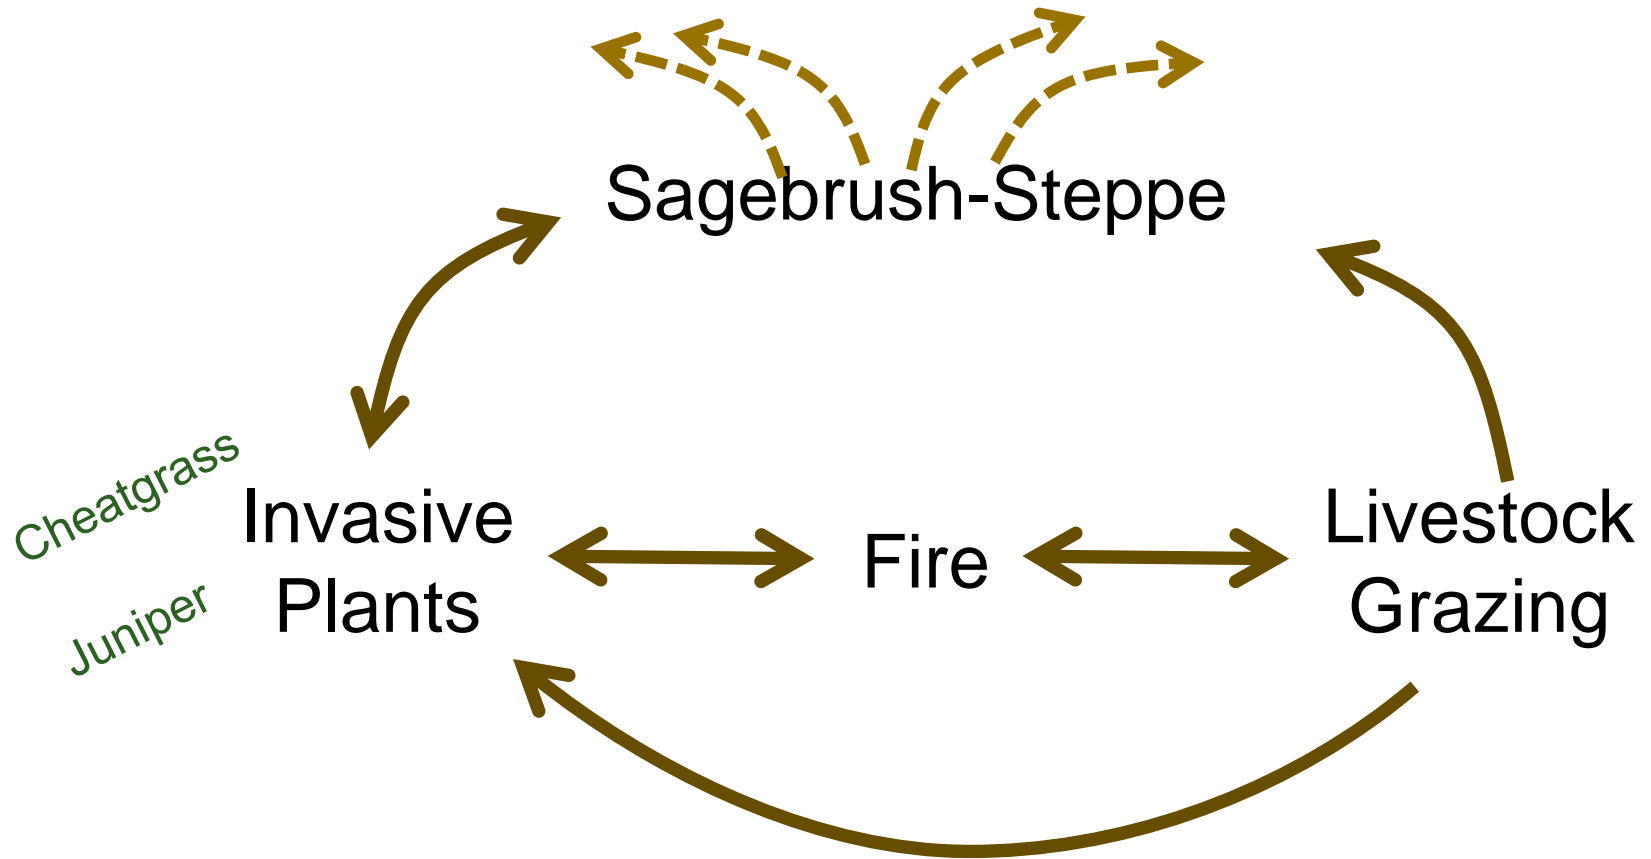 Sagebrush-Steppe
Cheatgrass
Invasive
Plants
Juniper
Fire
Livestock
Grazing